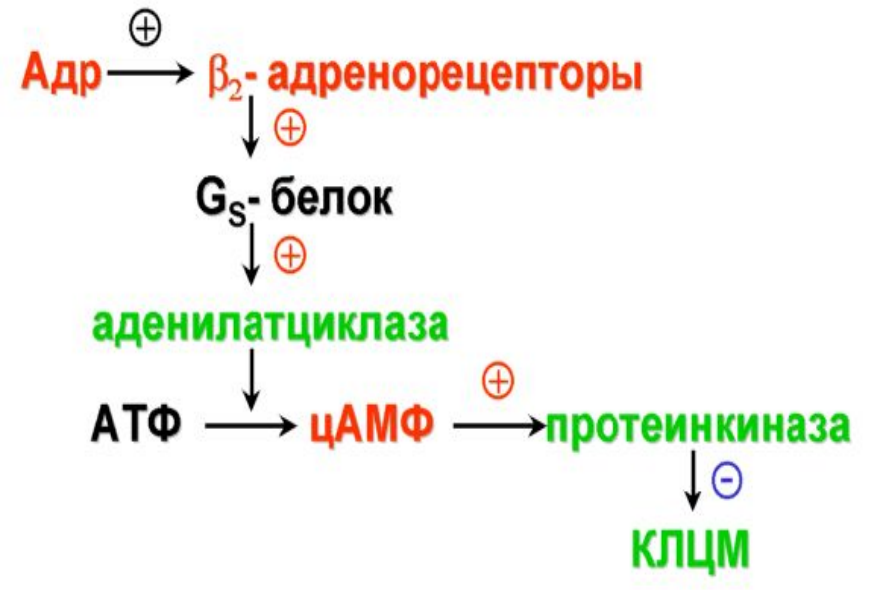 Адр ⊕ β₂- адренорецепторы
⊕
Gₛ- белок
⊕
аденилатциклаза
АТФ цАМФ ⊕ протеинкиназа
⊖
КЛЦМ